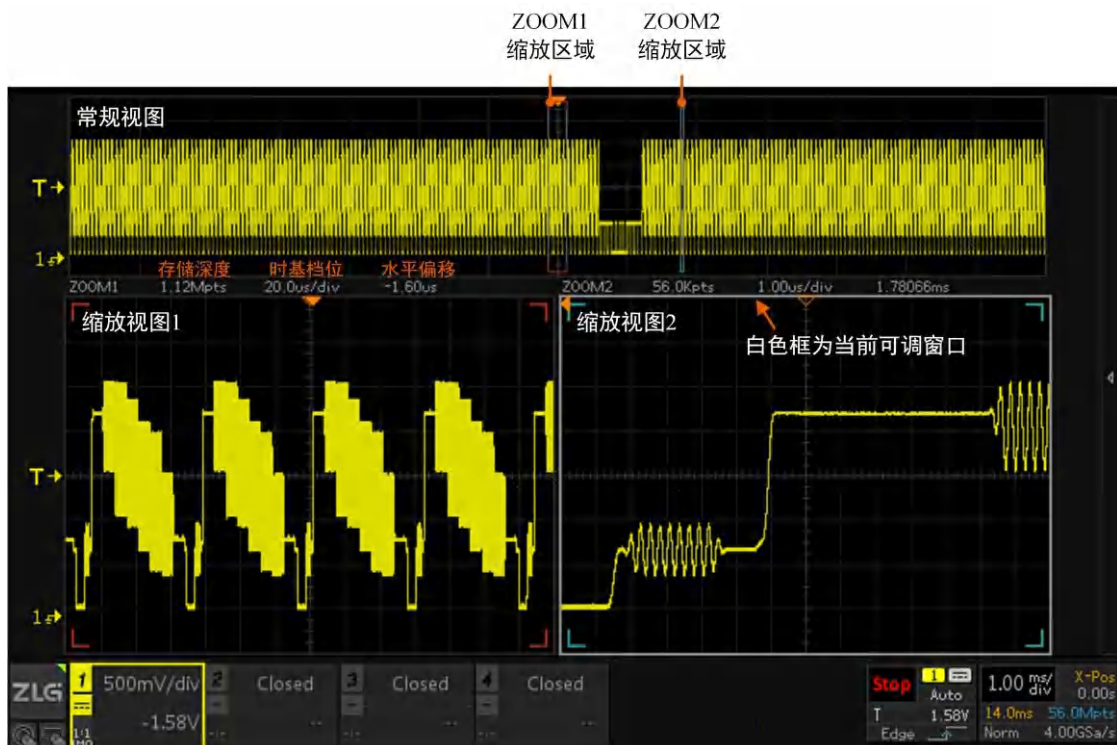 ZOOM1
缩放区域
ZOOM2
缩放区域
常规视图
T
1
存储深度 时基档位 水平偏移
ZOOM1 1.12Mpts 20.0us/div -1.60us
ZOOM2 56.0Kpts 1.00us/div 1.78066ms
缩放视图1
缩放视图2
白色框为当前可调窗口
T
1
ZLG
1 500mV/div
-1.58V
1:1
2 Closed
--
3 Closed
--
4 Closed
--
Stop
1
Auto
T 1.58V
Edge
1.00 ms/div
X-Pos
0.00s
14.0ms 56.0Mpts
Norm 4.00GSa/s